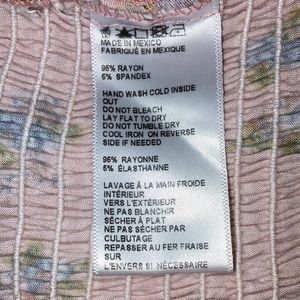 MADE IN MEXICO
FABRIQUÉ EN MEXIQUE
95% RAYON
5% SPANDEX
HAND WASH COLD INSIDE
OUT
DO NOT BLEACH
LAY FLAT TO DRY
DO NOT TUMBLE DRY
COOL IRON ON REVERSE
SIDE IF NEEDED
95% RAYONNE
5% ÉLASTHANNE
LAVAGE À LA MAIN FROIDE
INTÉRIEUR
VERS L'EXTÉRIEUR
NE PAS BLANCHIR
SÉCHER À PLAT
NE PAS SÉCHER PAR
CULBUTAGE
REPASSER AU FER FRAISE
SUR
L'ENVERS SI NÉCESSAIRE